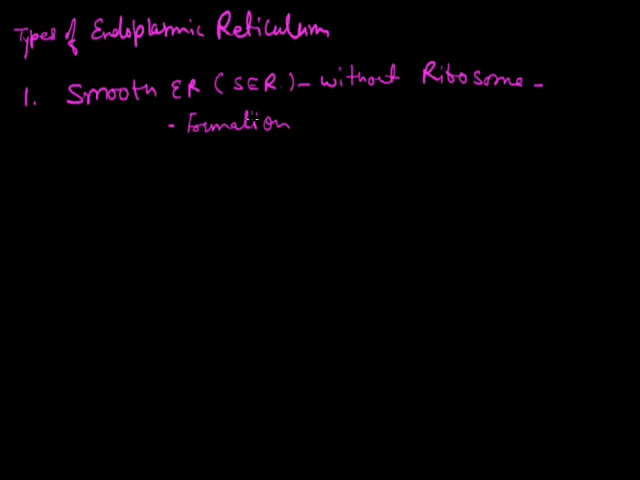 Types of Endoplasmic Reticulum
1. Smooth ER (SER.) - without Ribosome -
- Formation